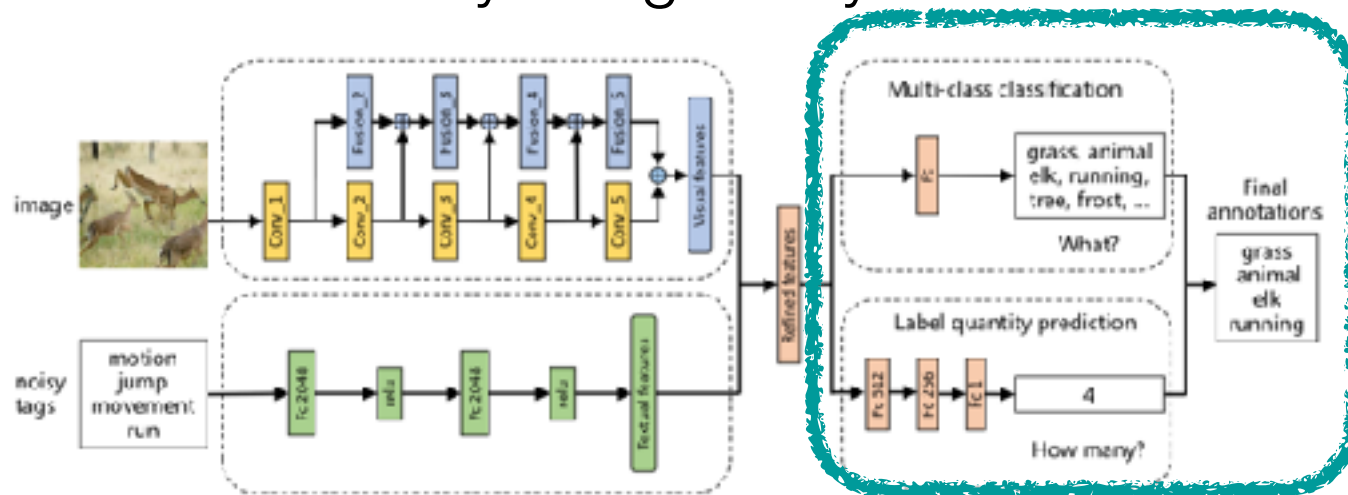 Multi-class classification
Fusion_2
Fusion_3
Fusion_4
Fusion_5
Visual features
image
Conv_1
Conv_2
Conv_3
Conv_4
Conv_5
fc
grass, animal
elk, running,
tree, frost, ...
What?
Final
annotations
grass
animal
elk
running
Refined features
Label quantity prediction
noisy
tags
motion
jump
movement
run
Fc 2048
relu
Fc 2048
relu
Textual features
Fc 512
Fc 256
fc 1
4
How many?